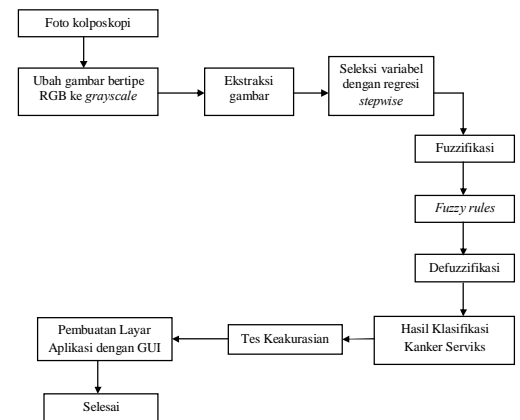 Foto kolposkopi
Ubah gambar bertipe
RGB ke grayscale
Ekstraksi
gambar
Seleksi variabel
dengan regresi
stepwise
Fuzzifikasi
Fuzzy rules
Defuzzifikasi
Hasil Klasifikasi
Kanker Serviks
Tes Keakurasian
Pembuatan Layar
Aplikasi dengan GUI
Selesai